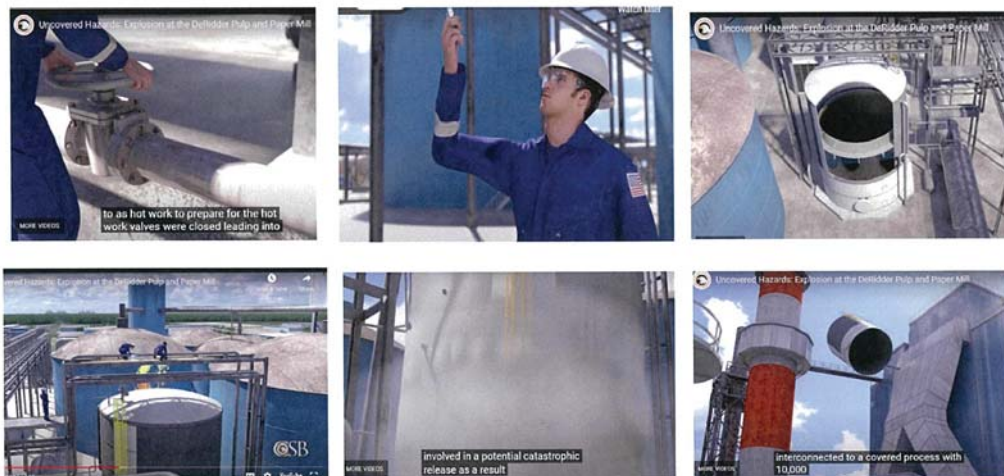 Uncovered Hazards: Explosion at the DeRidder Pulp and Paper Mill
to as hot work to prepare for the hot
work valves were closed leading into
MORE VIDEOS
Uncovered Hazards: Explosion at the DeRidder Pulp and Paper Mill
vered Hazards: Explosion at the DeRidder Pulp and Paper Mill
CSB
YouTube
involved in a potential catastrophic
release as a result
MORE VIDEOS
Uncovered Hazards: Explosion at the DeRidder Pulp and Paper Mill
interconnected to a covered process with
10,000
MORE VIDEOS